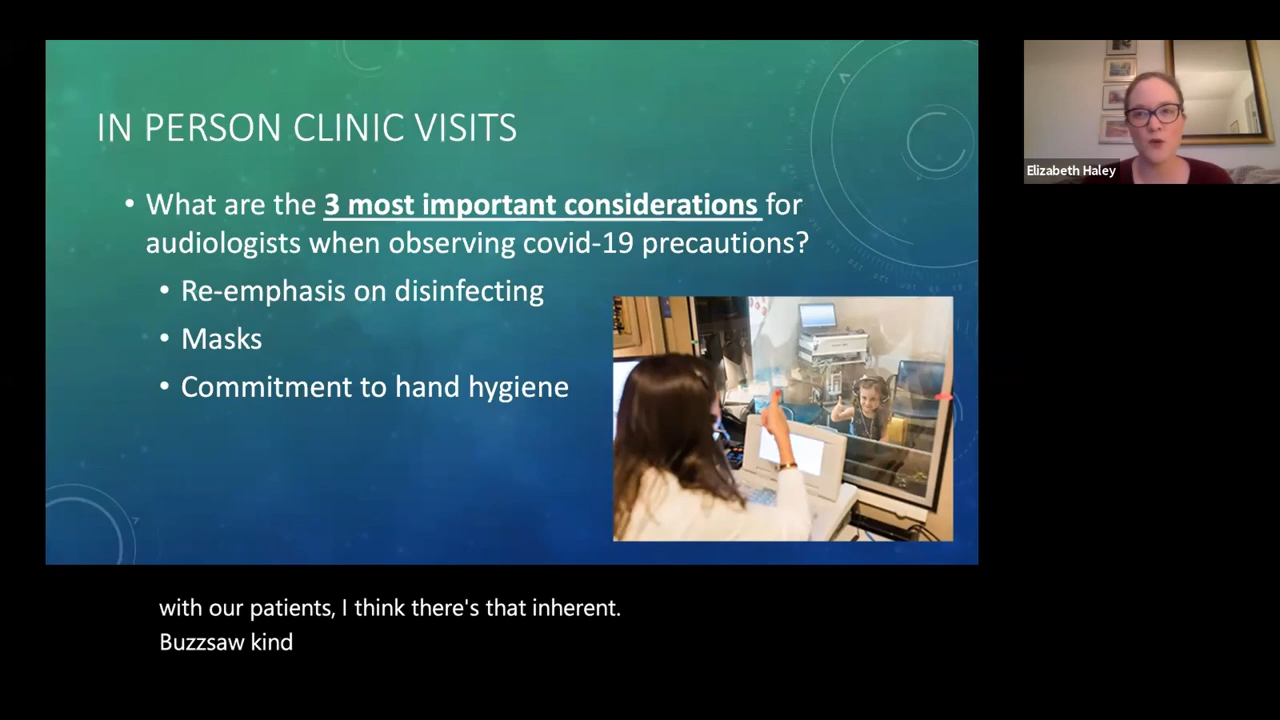 IN PERSON CLINIC VISITS
• What are the 3 most important considerations for
audiologists when observing covid-19 precautions?
• Re-emphasis on disinfecting
• Masks
• Commitment to hand hygiene
Elizabeth Haley
with our patients, I think there's that inherent.
Buzzsaw kind